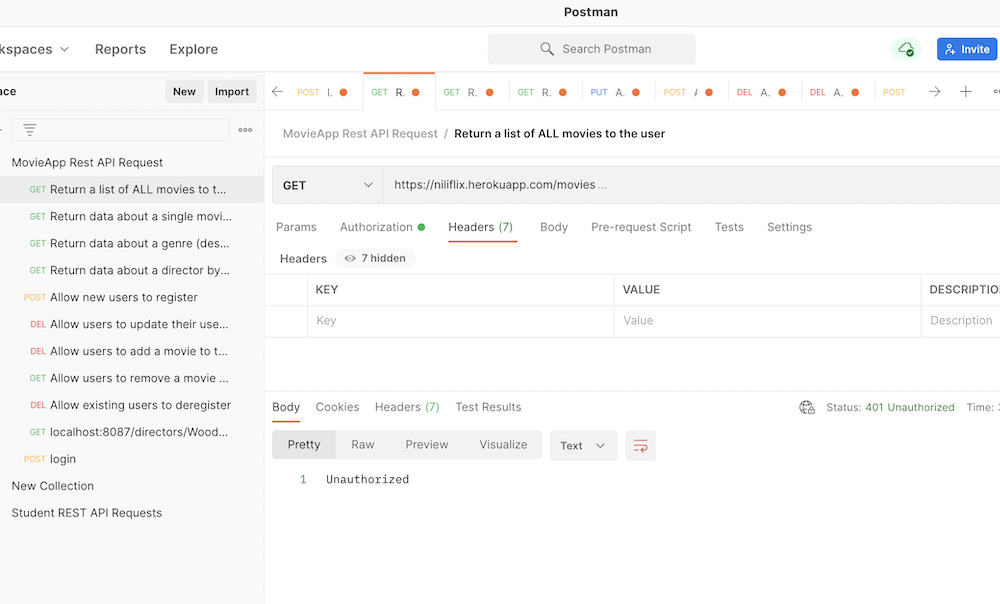 Postman
kspaces Reports Explore Search Postman Invite
ace New Import
POST GET R. GET R. GET R. PUT A. POST DEL A. DEL A. POST
MovieApp Rest API Request / Return a list of ALL movies to the user
MovieApp Rest API Request
GET Return a list of ALL movies to t...
GET Return data about a single movi...
GET Return data about a genre (des...
GET Return data about a director by...
POST Allow new users to register
DEL Allow users to update their use...
DEL Allow users to add a movie to t...
GET Allow users to remove a movie ...
DEL Allow existing users to deregister
GET localhost:8087/directors/Wood...
POST login
New Collection
Student REST API Requests
GET https://niliflix.herokuapp.com/movies ...
Params Authorization Headers (7) Body Pre-request Script Tests Settings
Headers 7 hidden
KEY VALUE DESCRIPTIO
Key Value Description
Body Cookies Headers (7) Test Results Status: 401 Unauthorized Time:
Pretty Raw Preview Visualize Text
1 Unauthorized